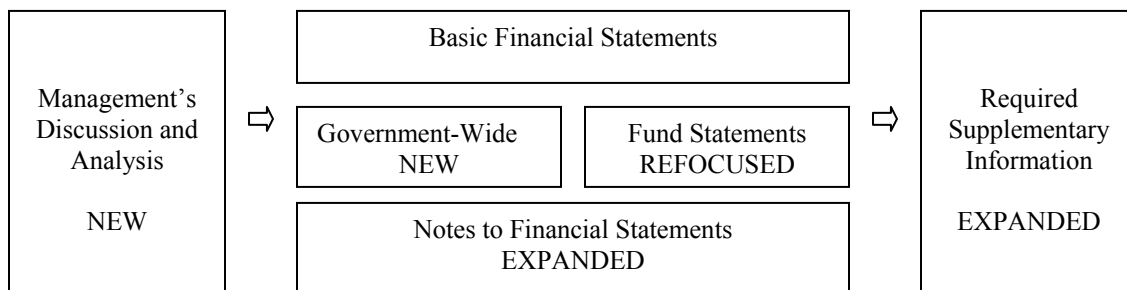 Management’s
Discussion and
Analysis
NEW
Basic Financial Statements
Government-Wide
NEW
Fund Statements
REFOCUSED
Notes to Financial Statements
EXPANDED
Required
Supplementary
Information
EXPANDED